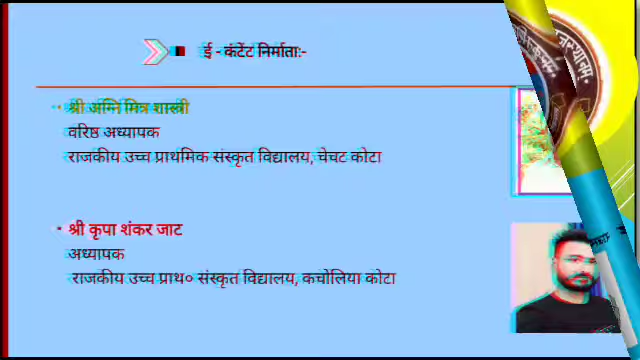 ई - कंटेंट निर्माता:-
श्री अग्नि मित्र शास्त्री
वरिष्ठ अध्यापक
राजकीय उच्च प्राथमिक संस्कृत विद्यालय, चेचट कोटा
श्री कृपा शंकर जाट
अध्यापक
राजकीय उच्च प्राथ० संस्कृत विद्यालय, कचोलिया कोटा